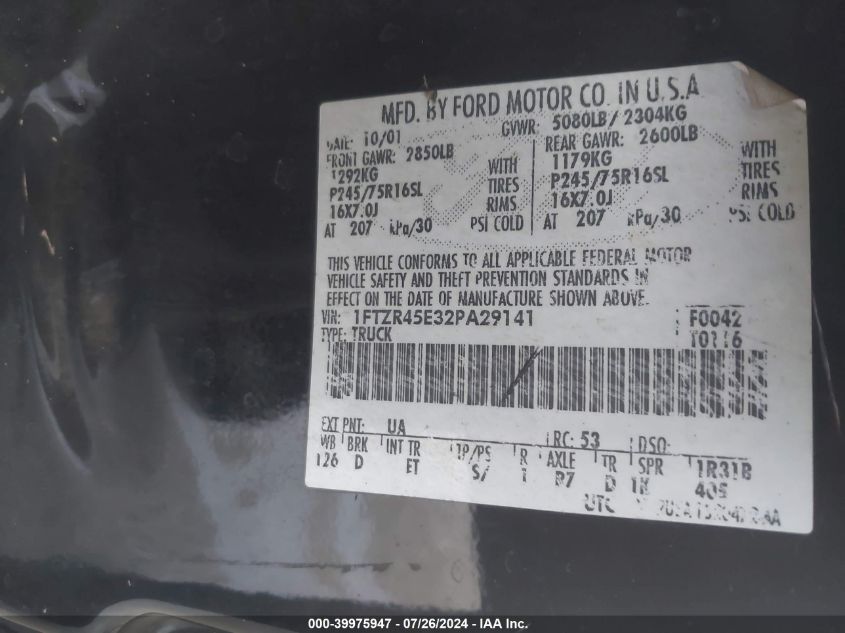 MFD. BY FORD MOTOR CO. IN U.S.A
DATE: 10/01 GVWR: 5080LB/ 2304KG
FRONT GAWR: 2850LB REAR GAWR: 2600LB
1292KG WITH 1179KG WITH
P245/75R16SL TIRES P245/75R16SL TIRES
16X7.0J RIMS 16X7.0J RIMS
AT 207 kPa/30 PSI COLD AT 207 kPa/30 PSI COLD
THIS VEHICLE CONFORMS TO ALL APPLICABLE FEDERAL MOTOR
VEHICLE SAFETY AND THEFT PREVENTION STANDARDS IN
EFFECT ON THE DATE OF MANUFACTURE SHOWN ABOVE.
VIN: 1FTZR45E32PA29141 F0042
TYPE: TRUCK T0116
EXT PNT: UA RC: 53 DSO:
WB BRK INT TR TP/PS R AXLE TR SPR 1R31B
126 D ET S/ 1 R7 D 1K 405
UTC
000-39975947 - 07/26/2024 - IAA Inc.